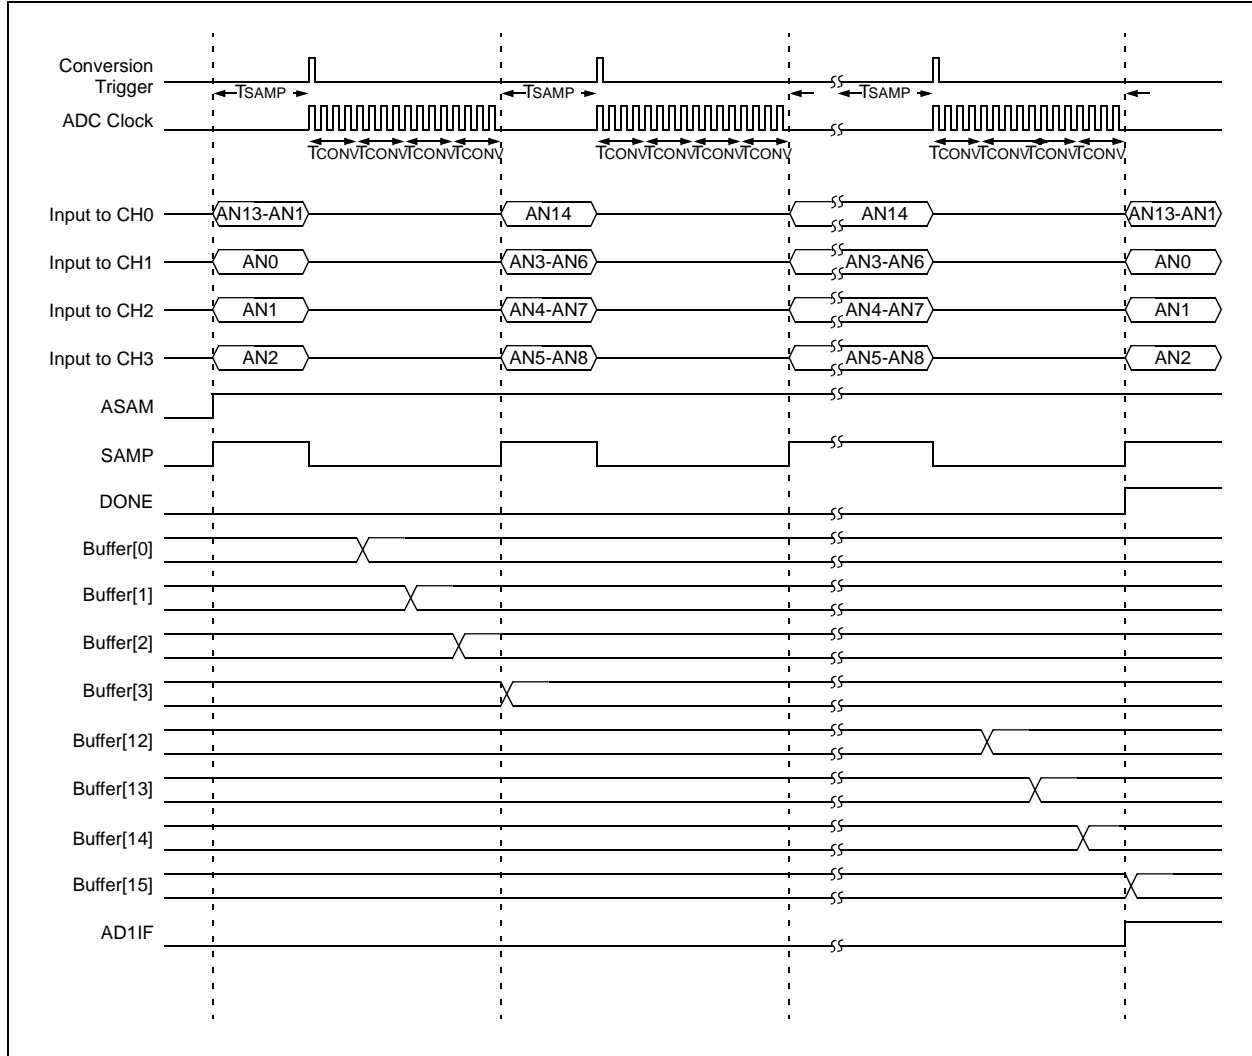 Conversion
Trigger
TSAMP TSAMP TSAMP
ADC Clock
TCONV TCONV TCONV TCONV TCONV TCONV TCONV TCONV TCONV TCONV TCONV TCONV
Input to CH0 AN13-AN1 AN14 AN14 AN13-AN1
Input to CH1 AN0 AN3-AN6 AN3-AN6 AN0
Input to CH2 AN1 AN4-AN7 AN4-AN7 AN1
Input to CH3 AN2 AN5-AN8 AN5-AN8 AN2
ASAM
SAMP
DONE
Buffer[0]
Buffer[1]
Buffer[2]
Buffer[3]
Buffer[12]
Buffer[13]
Buffer[14]
Buffer[15]
AD1IF